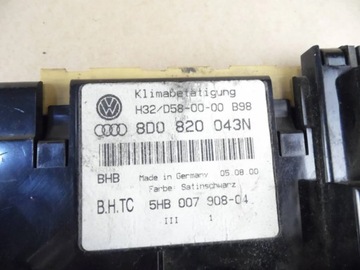 Klimabetätigung
H32/D58-00-00 B98
8D0 820 043N
BHB Made in Germany 05.08.00
Farbe: Satinschwarz
B.H.TC 5HB 007 908-04
III 1